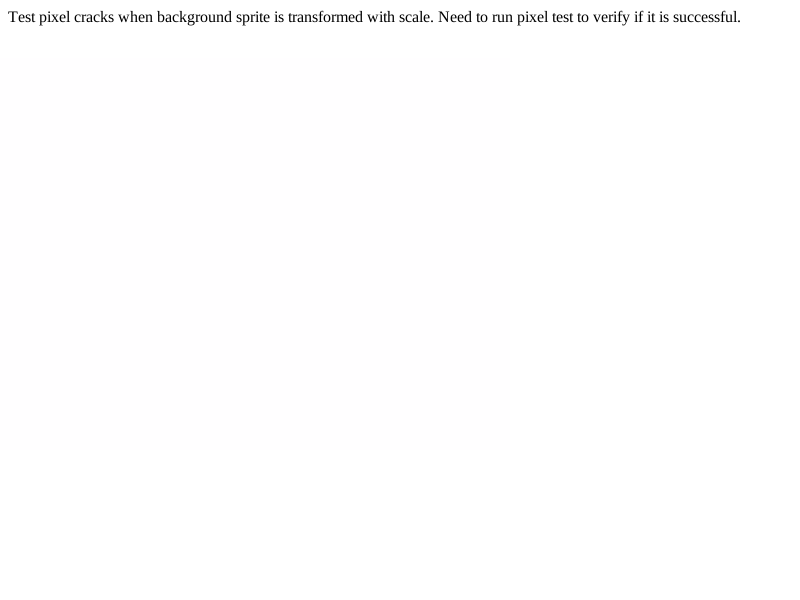 Test pixel cracks when background sprite is transformed with scale. Need to run pixel test to verify if it is successful.